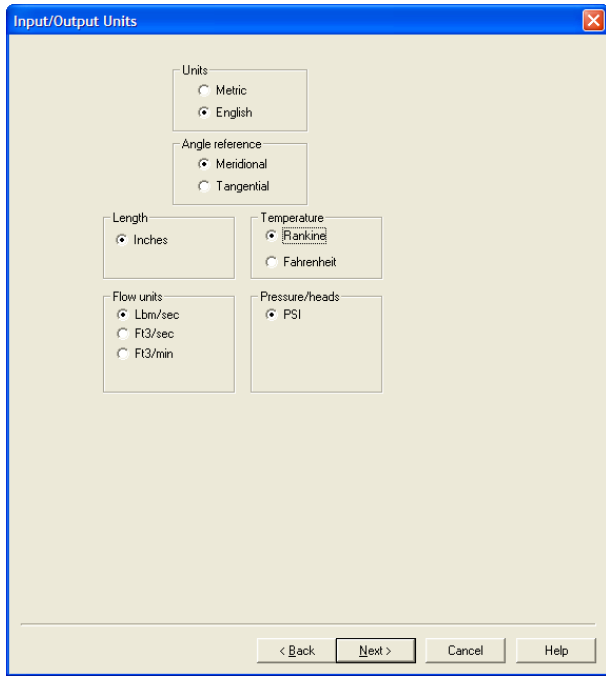 Input/Output Units
Units
Metric
English
Angle reference
Meridional
Tangential
Length
Inches
Temperature
Rankine
Fahrenheit
Flow units
Lbm/sec
Ft3/sec
Ft3/min
Pressure/heads
PSI
< Back
Next >
Cancel
Help